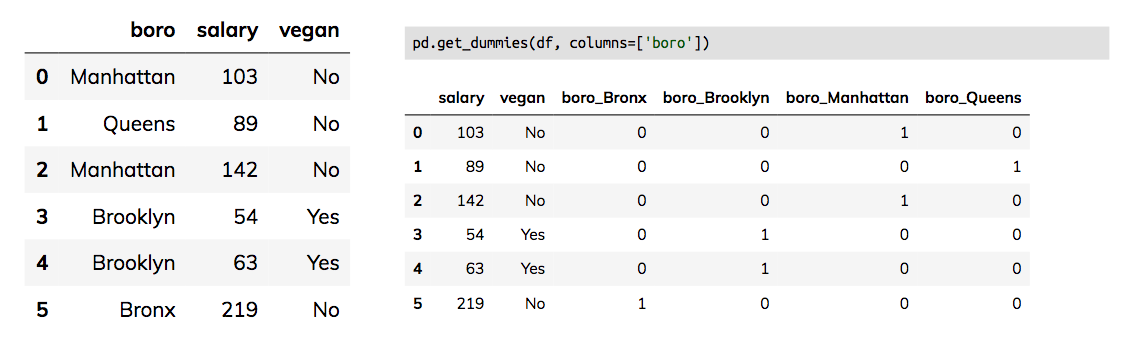 boro salary vegan
0 Manhattan 103 No
1 Queens 89 No
2 Manhattan 142 No
3 Brooklyn 54 Yes
4 Brooklyn 63 Yes
5 Bronx 219 No
pd.get_dummies(df, columns=['boro'])
salary vegan boro_Bronx boro_Brooklyn boro_Manhattan boro_Queens
0 103 No 0 0 1 0
1 89 No 0 0 0 1
2 142 No 0 0 1 0
3 54 Yes 0 1 0 0
4 63 Yes 0 1 0 0
5 219 No 1 0 0 0